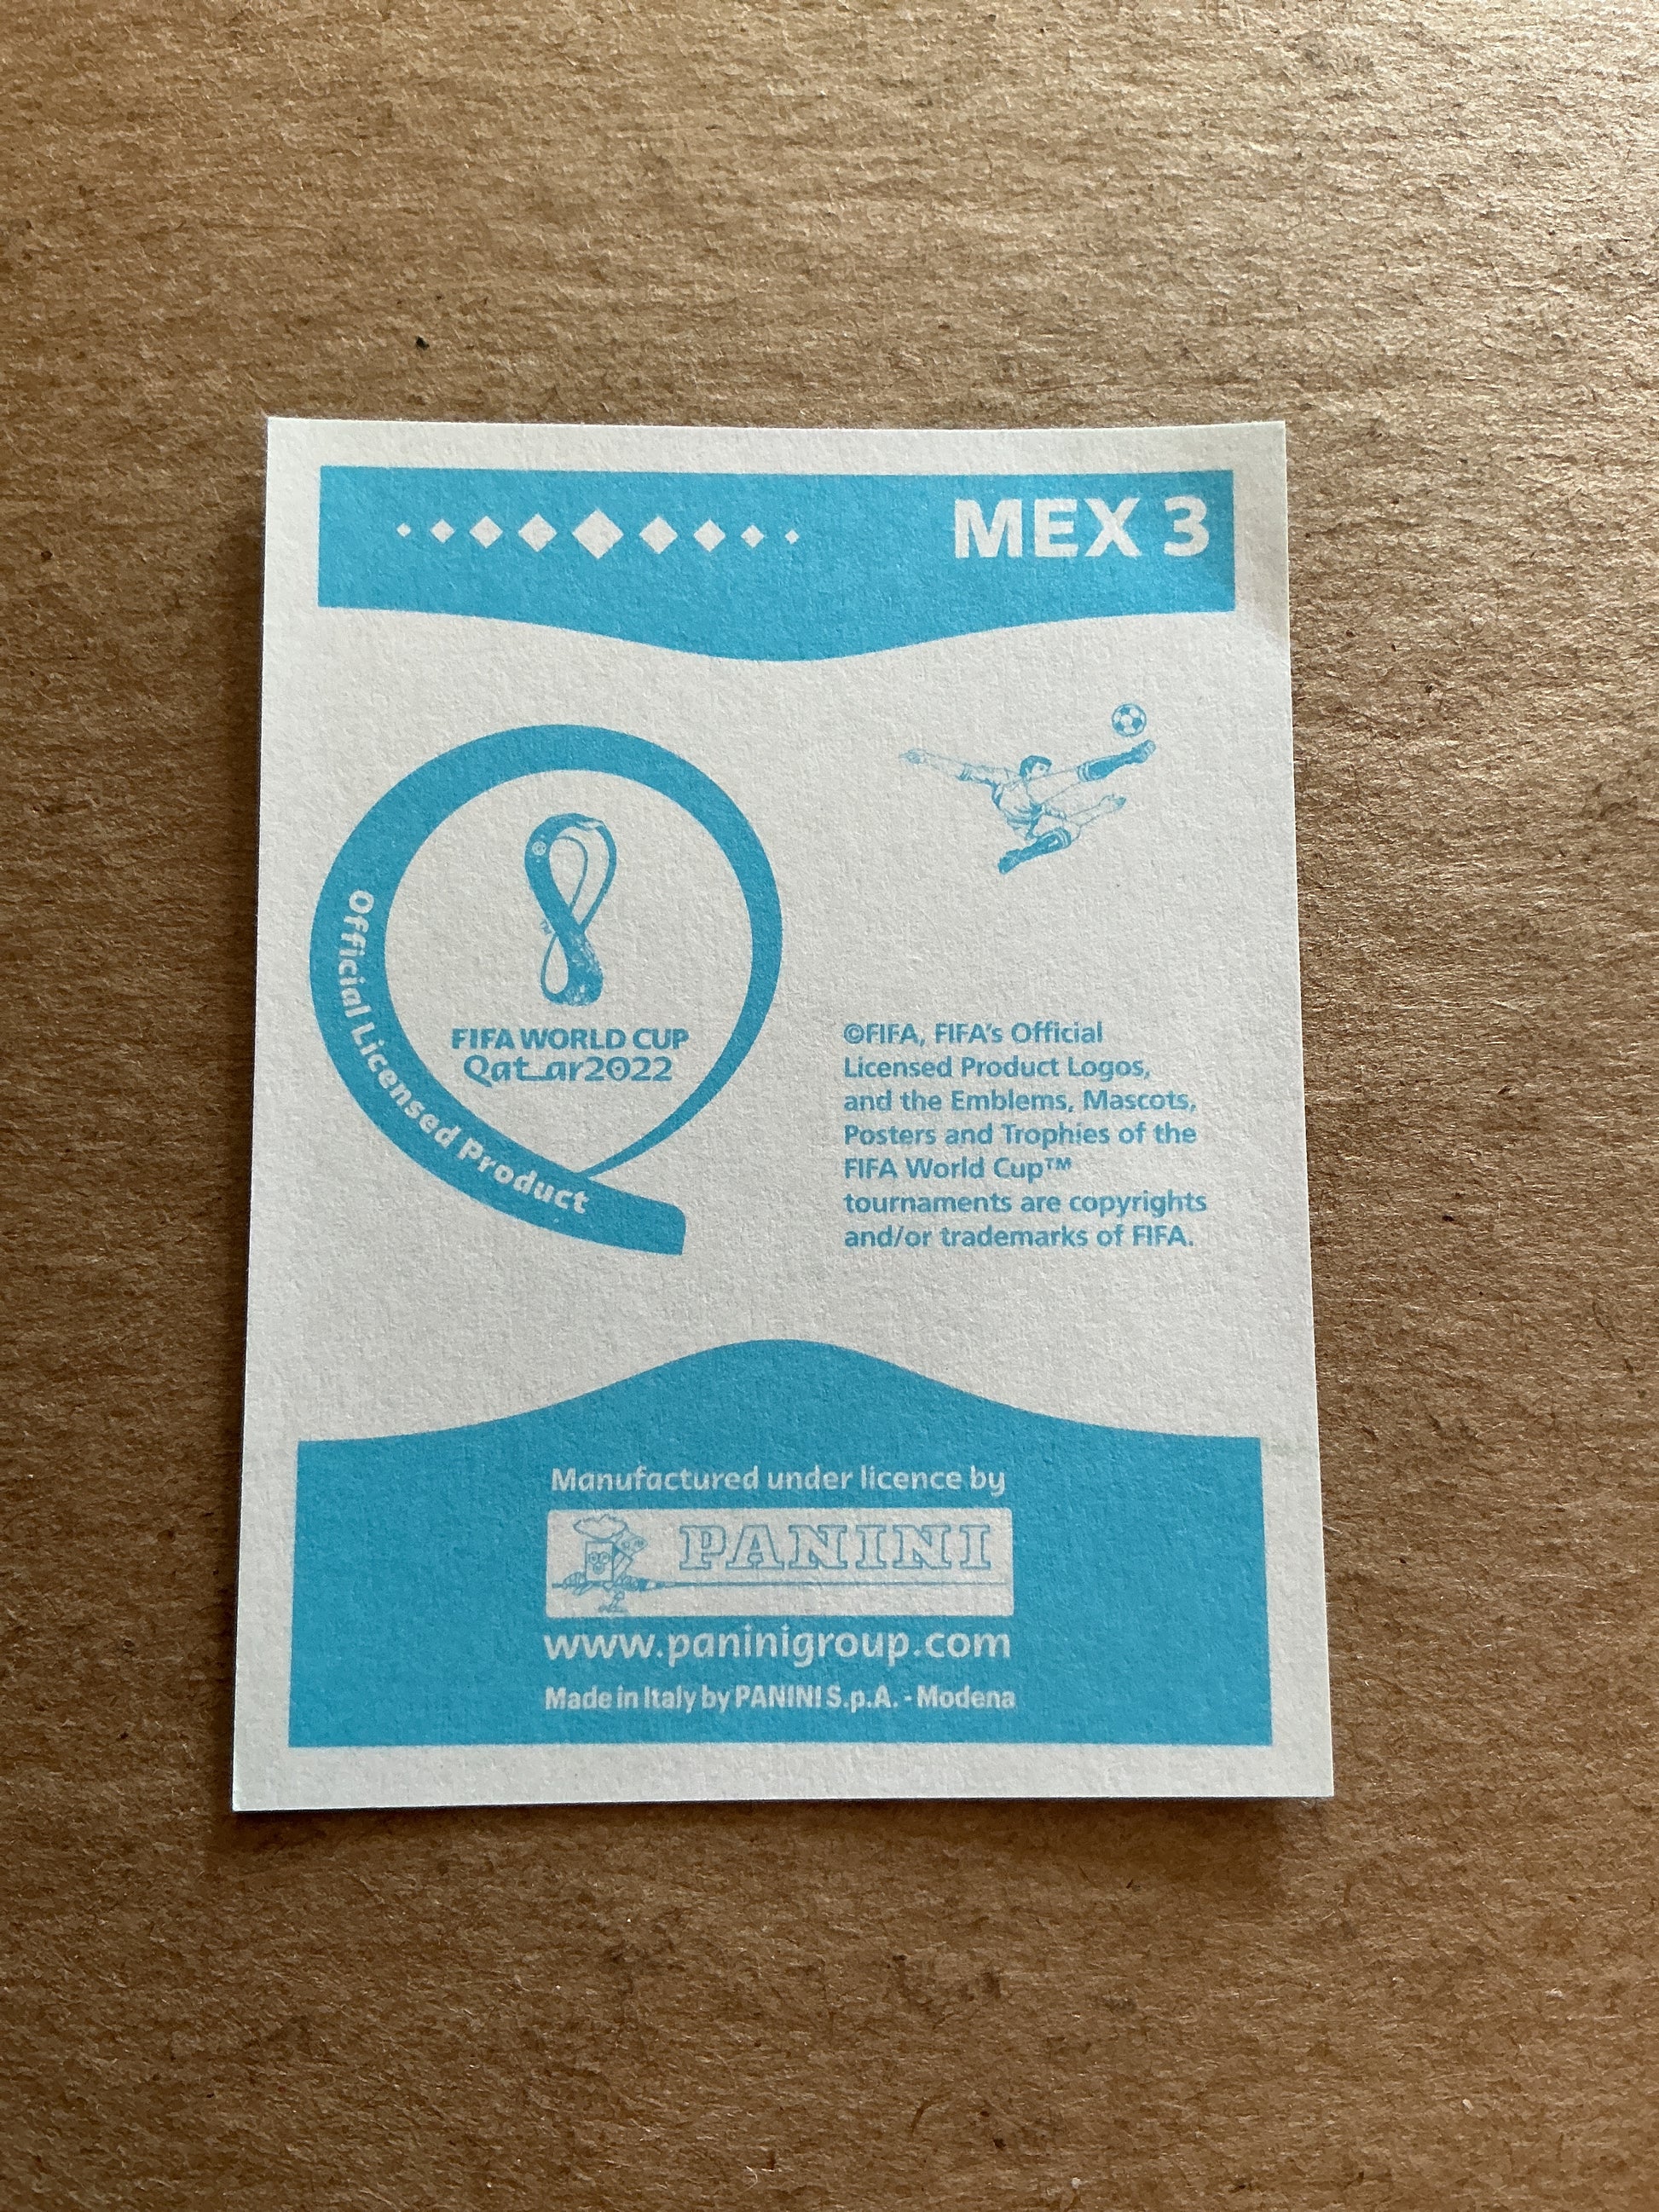 MEX 3
Official Licensed Product
FIFA WORLD CUP
Qatar2022
©FIFA, FIFA's Official
Licensed Product Logos,
and the Emblems, Mascots,
Posters and Trophies of the
FIFA World Cup™
tournaments are copyrights
and/or trademarks of FIFA.
Manufactured under licence by
PANINI
www.paninigroup.com
Made in Italy by PANINI S.p.A. - Modena